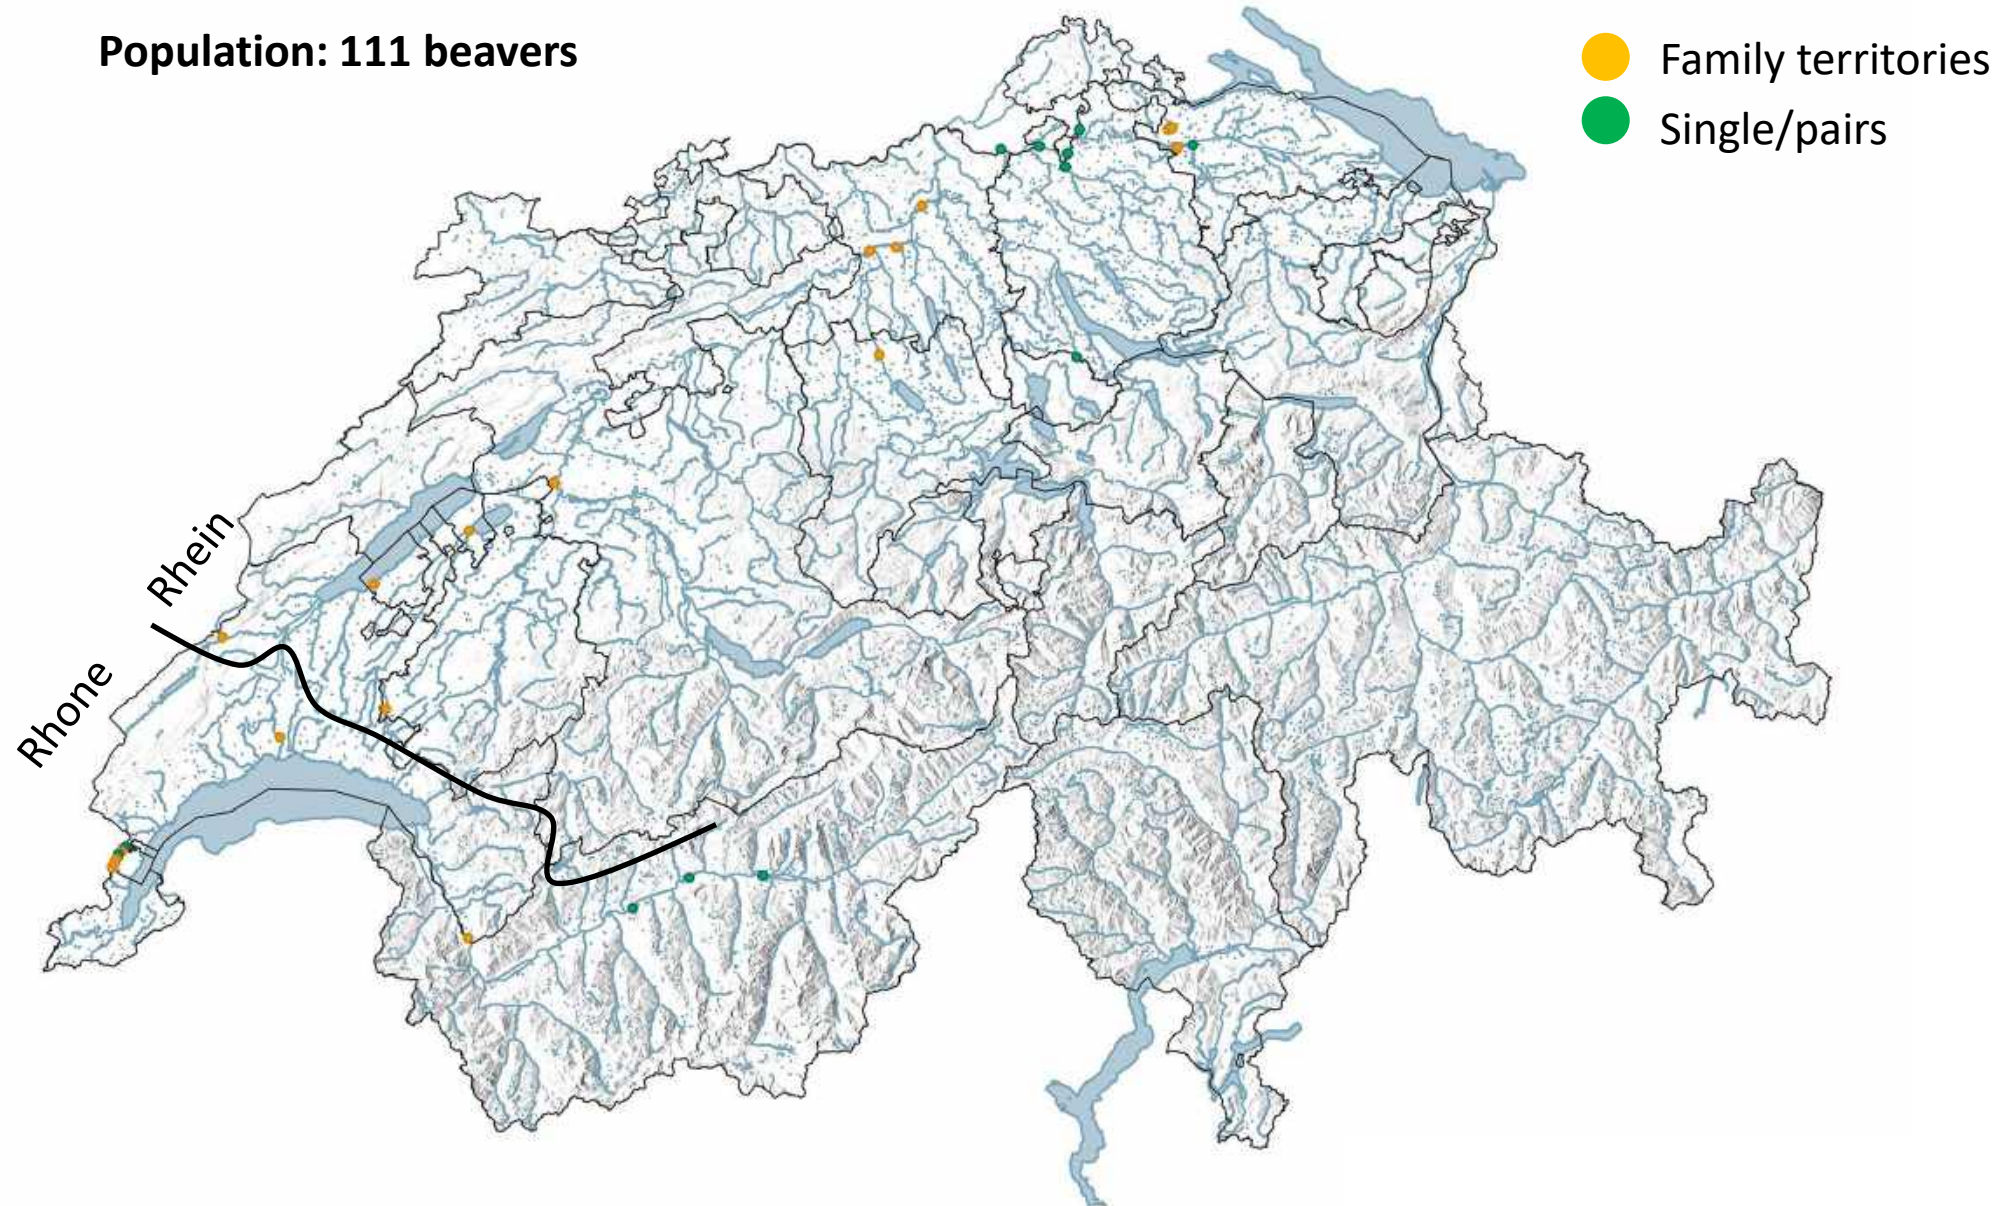 Population: 111 beavers
Family territories
Single/pairs
Rhein
Rhone